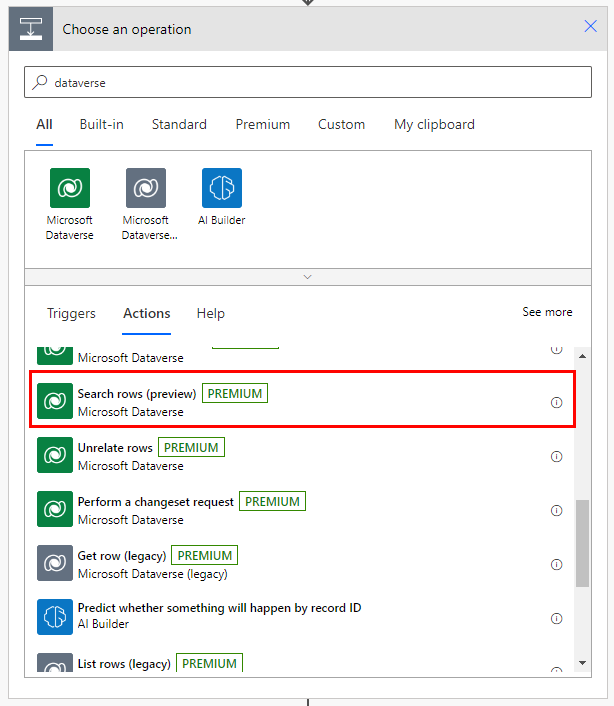 Choose an operation
dataverse
All Built-in Standard Premium Custom My clipboard
Microsoft Dataverse
Microsoft Dataverse...
AI Builder
Triggers Actions Help See more
Microsoft Dataverse
Search rows (preview) PREMIUM
Microsoft Dataverse
Unrelate rows PREMIUM
Microsoft Dataverse
Perform a changeset request PREMIUM
Microsoft Dataverse
Get row (legacy) PREMIUM
Microsoft Dataverse (legacy)
Predict whether something will happen by record ID
AI Builder
List rows (legacy) PREMIUM